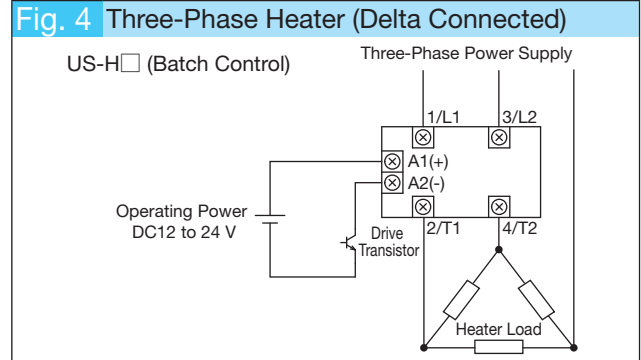 Fig. 4 Three-Phase Heater (Delta Connected)
US-H□ (Batch Control)
Three-Phase Power Supply
1/L1
3/L2
A1(+)
A2(-)
Operating Power
DC12 to 24 V
Drive
Transistor
2/T1
4/T2
Heater Load